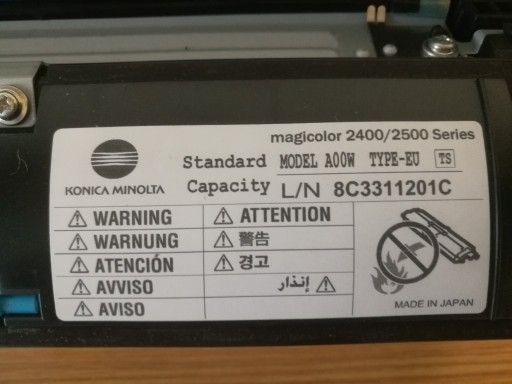 magicolor 2400/2500 Series
KONICA MINOLTA
Standard MODEL A00W TYPE-EU TS
Capacity L/N 8C3311201C
WARNING
WARNUNG
ATENCIÓN
AVVISO
AVISO
ATTENTION
警告
경고
إنذار
MADE IN JAPAN